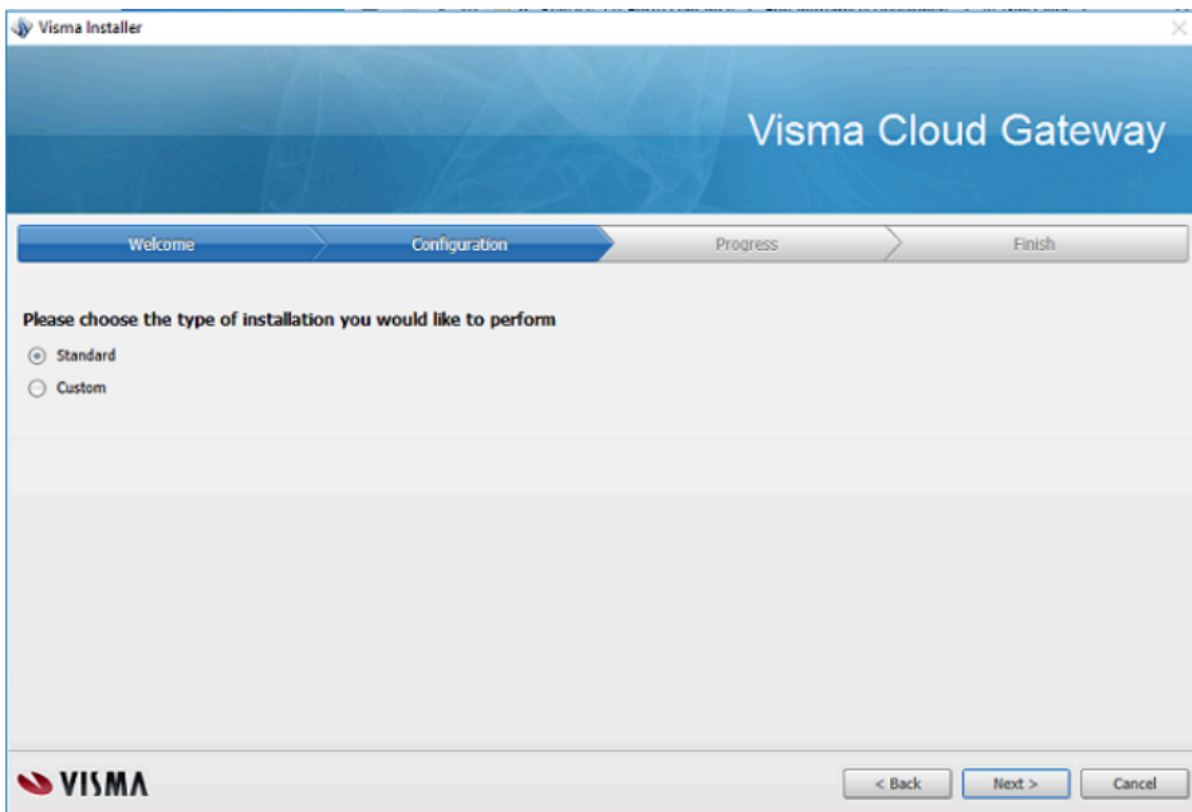 Visma Installer
Visma Cloud Gateway
Welcome Configuration Progress Finish
Please choose the type of installation you would like to perform
Standard
Custom
VISMA < Back Next > Cancel